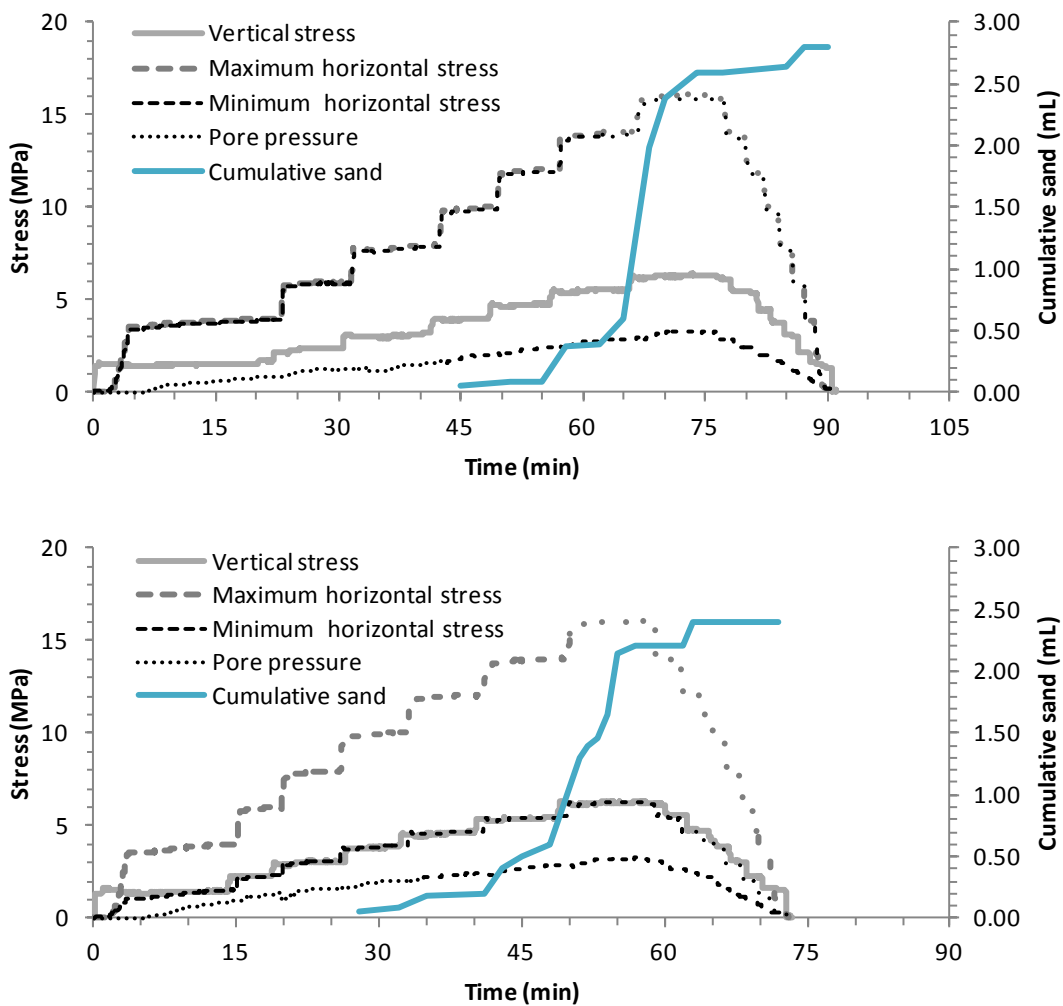 20
15
10
5
0
Stress (MPa)
Vertical stress
Maximum horizontal stress
Minimum horizontal stress
Pore pressure
Cumulative sand
3.00
2.50
2.00
1.50
1.00
0.50
0.00
Cumulative sand (mL)
0 15 30 45 60 75 90 105
Time (min)
20
15
10
5
0
Stress (MPa)
Vertical stress
Maximum horizontal stress
Minimum horizontal stress
Pore pressure
Cumulative sand
3.00
2.50
2.00
1.50
1.00
0.50
0.00
Cumulative sand (mL)
0 15 30 45 60 75 90
Time (min)